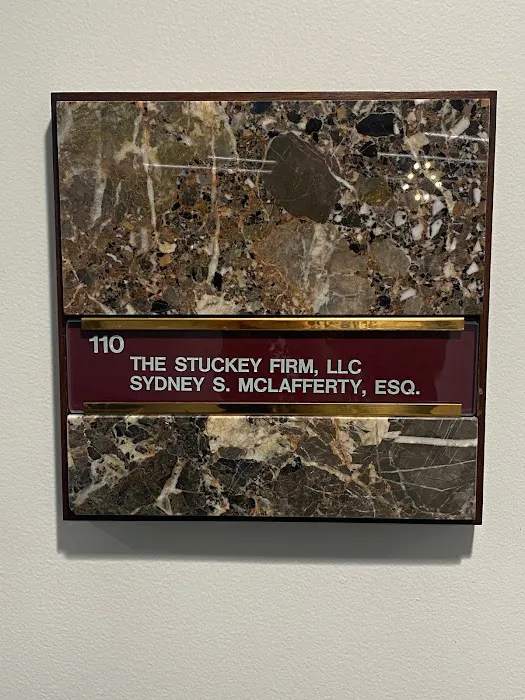 110
THE STUCKEY FIRM, LLC
SYDNEY S. MCLAFFERTY, ESQ.